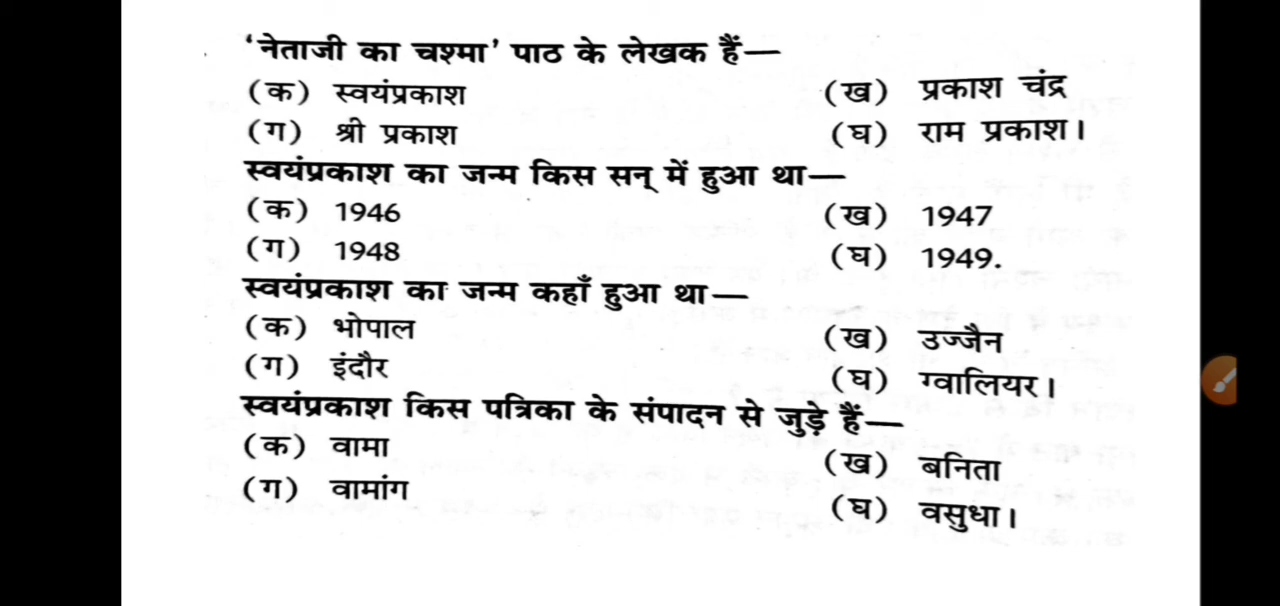 ‘नेताजी का चश्मा’ पाठ के लेखक हैं—
(क) स्वयंप्रकाश (ख) प्रकाश चंद्र
(ग) श्री प्रकाश (घ) राम प्रकाश।
स्वयंप्रकाश का जन्म किस सन् में हुआ था—
(क) 1946 (ख) 1947
(ग) 1948 (घ) 1949.
स्वयंप्रकाश का जन्म कहाँ हुआ था—
(क) भोपाल (ख) उज्जैन
(ग) इंदौर (घ) ग्वालियर।
स्वयंप्रकाश किस पत्रिका के संपादन से जुड़े हैं—
(क) वामा (ख) बनिता
(ग) वामांग (घ) वसुधा।